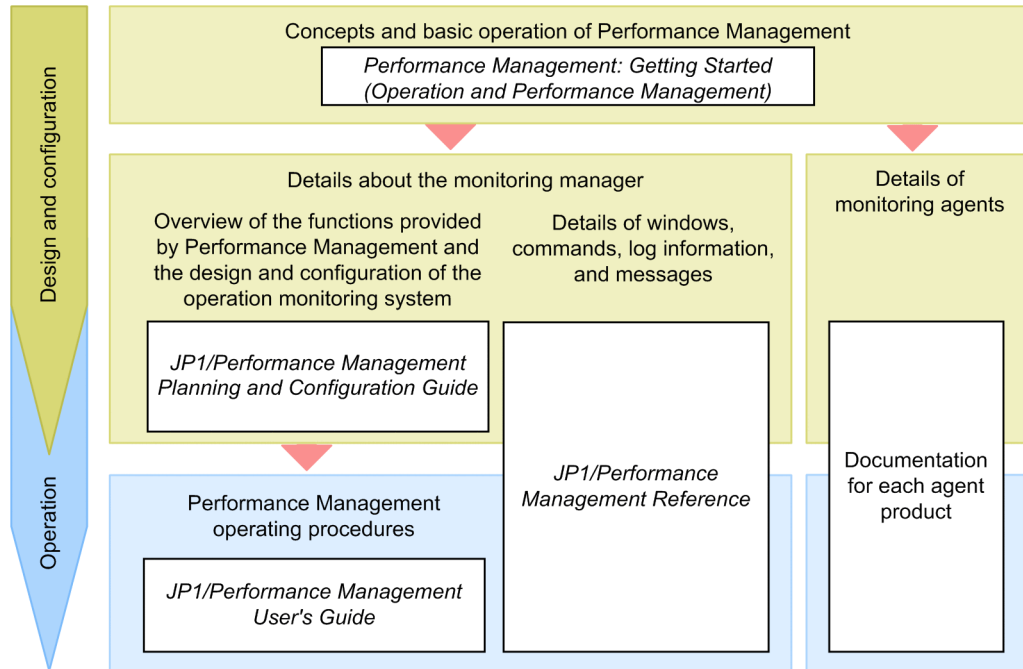 Design and configuration
Operation
Concepts and basic operation of Performance Management
Performance Management: Getting Started
(Operation and Performance Management)
Details about the monitoring manager
Overview of the functions provided
by Performance Management and
the design and configuration of the
operation monitoring system
JP1/Performance Management
Planning and Configuration Guide
Details of windows,
commands, log information,
and messages
JP1/Performance
Management Reference
Details of
monitoring agents
Documentation
for each agent
product
Performance Management
operating procedures
JP1/Performance Management
User's Guide